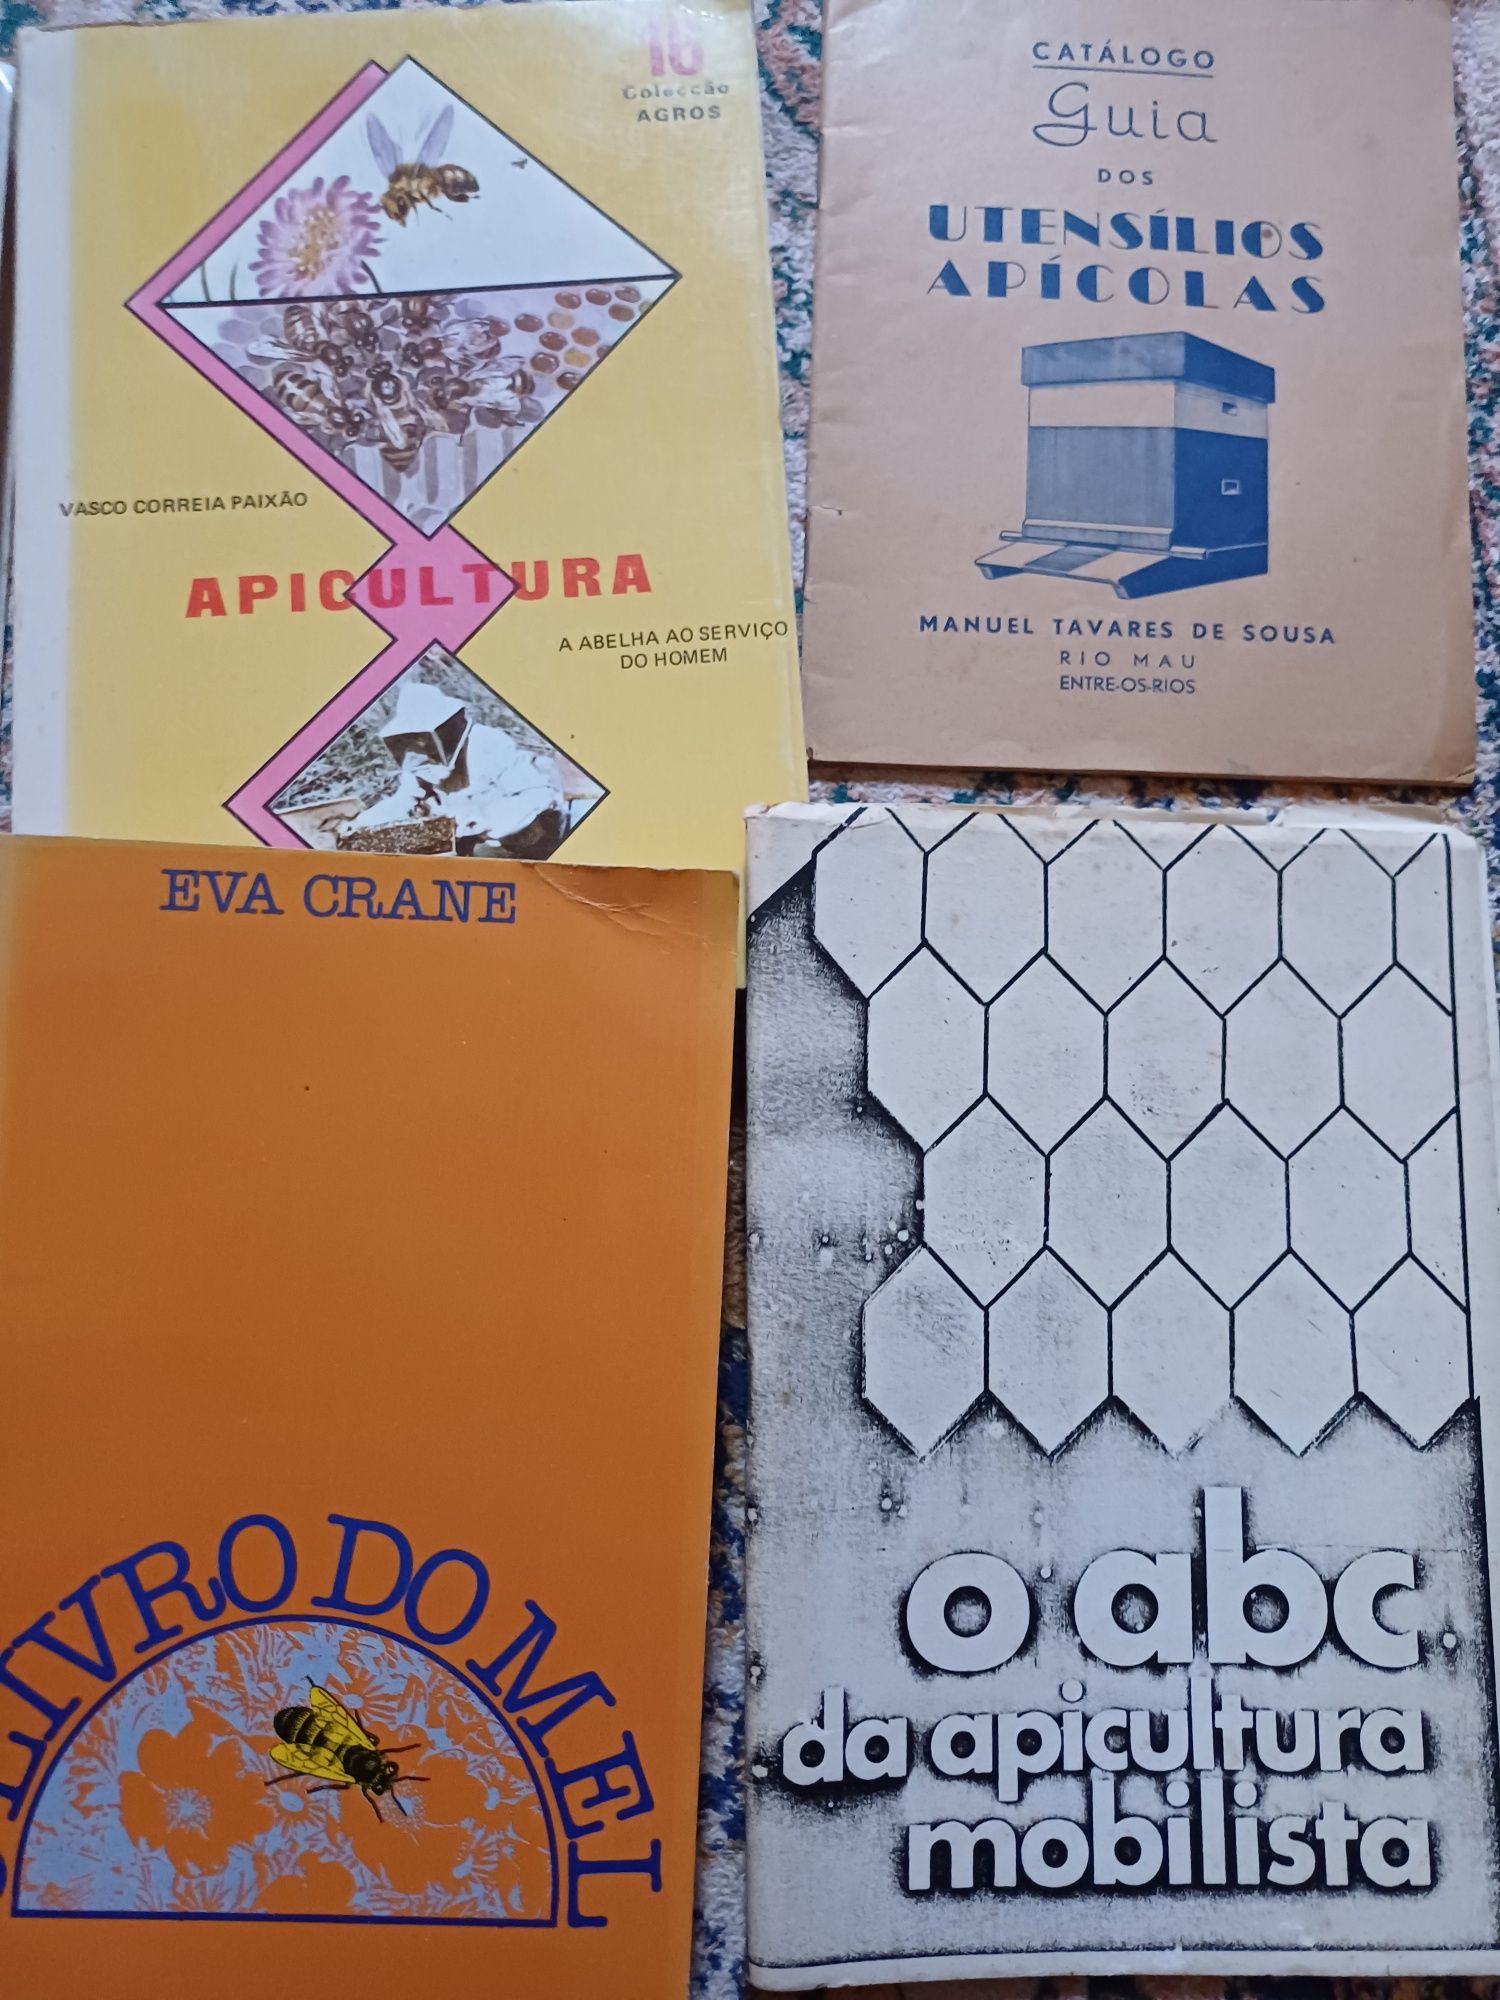 16
Colecção
AGROS
VASCO CORREIA PAIXÃO
APICULTURA
A ABELHA AO SERVIÇO
DO HOMEM
CATÁLOGO
Guia
DOS
UTENSÍLIOS
APÍCOLAS
MANUEL TAVARES DE SOUSA
RIO MAU
ENTRE-OS-RIOS
EVA CRANE
O LIVRO DO MEL
o abc
da apicultura
mobilista